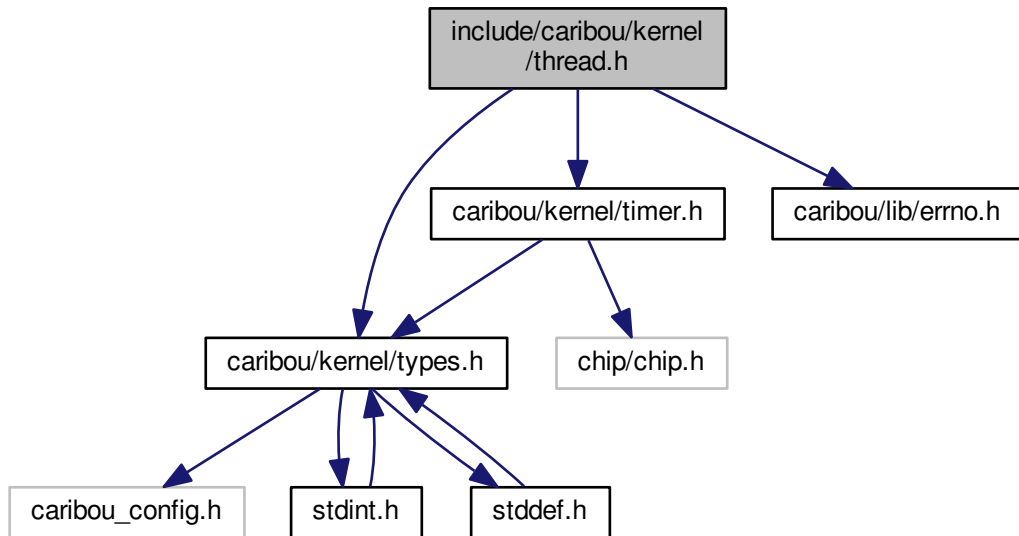 include/caribou/kernel
/thread.h
caribou/kernel/timer.h
caribou/lib/errno.h
caribou/kernel/types.h
chip/chip.h
caribou_config.h
stdint.h
stddef.h